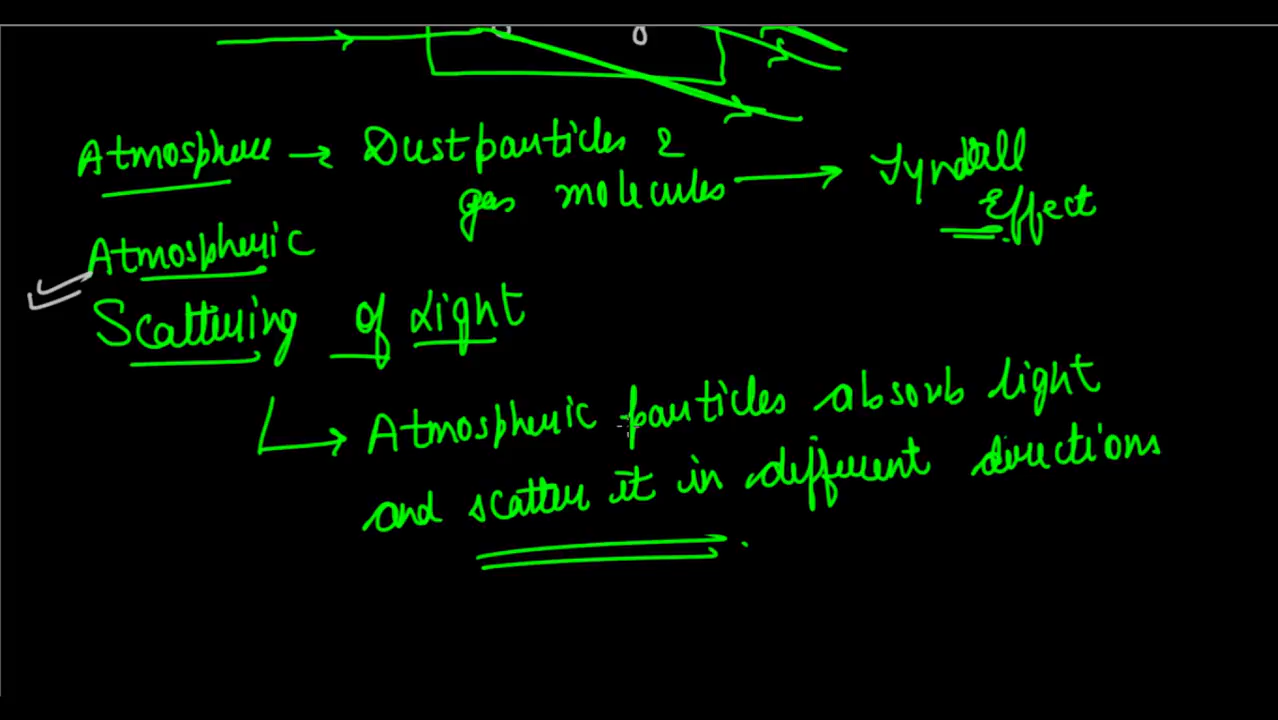 Atmosphere → Dust particles & Tyndall
gas molecules → Effect
Atmospheric
Scattering of Light
Atmospheric particles absorb light
and scatter it in different directions.